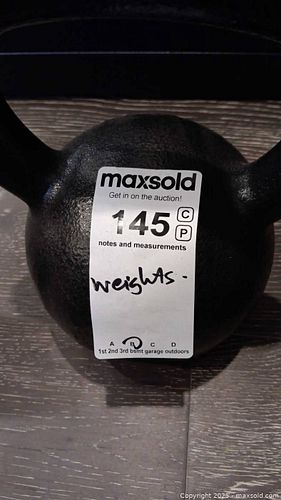 maxsold
Get in on the auction!
145 C
P
notes and measurements
weights -
A B C D
1st 2nd 3rd bsmt garage outdoors
Copyright 2025 - maxsold.com